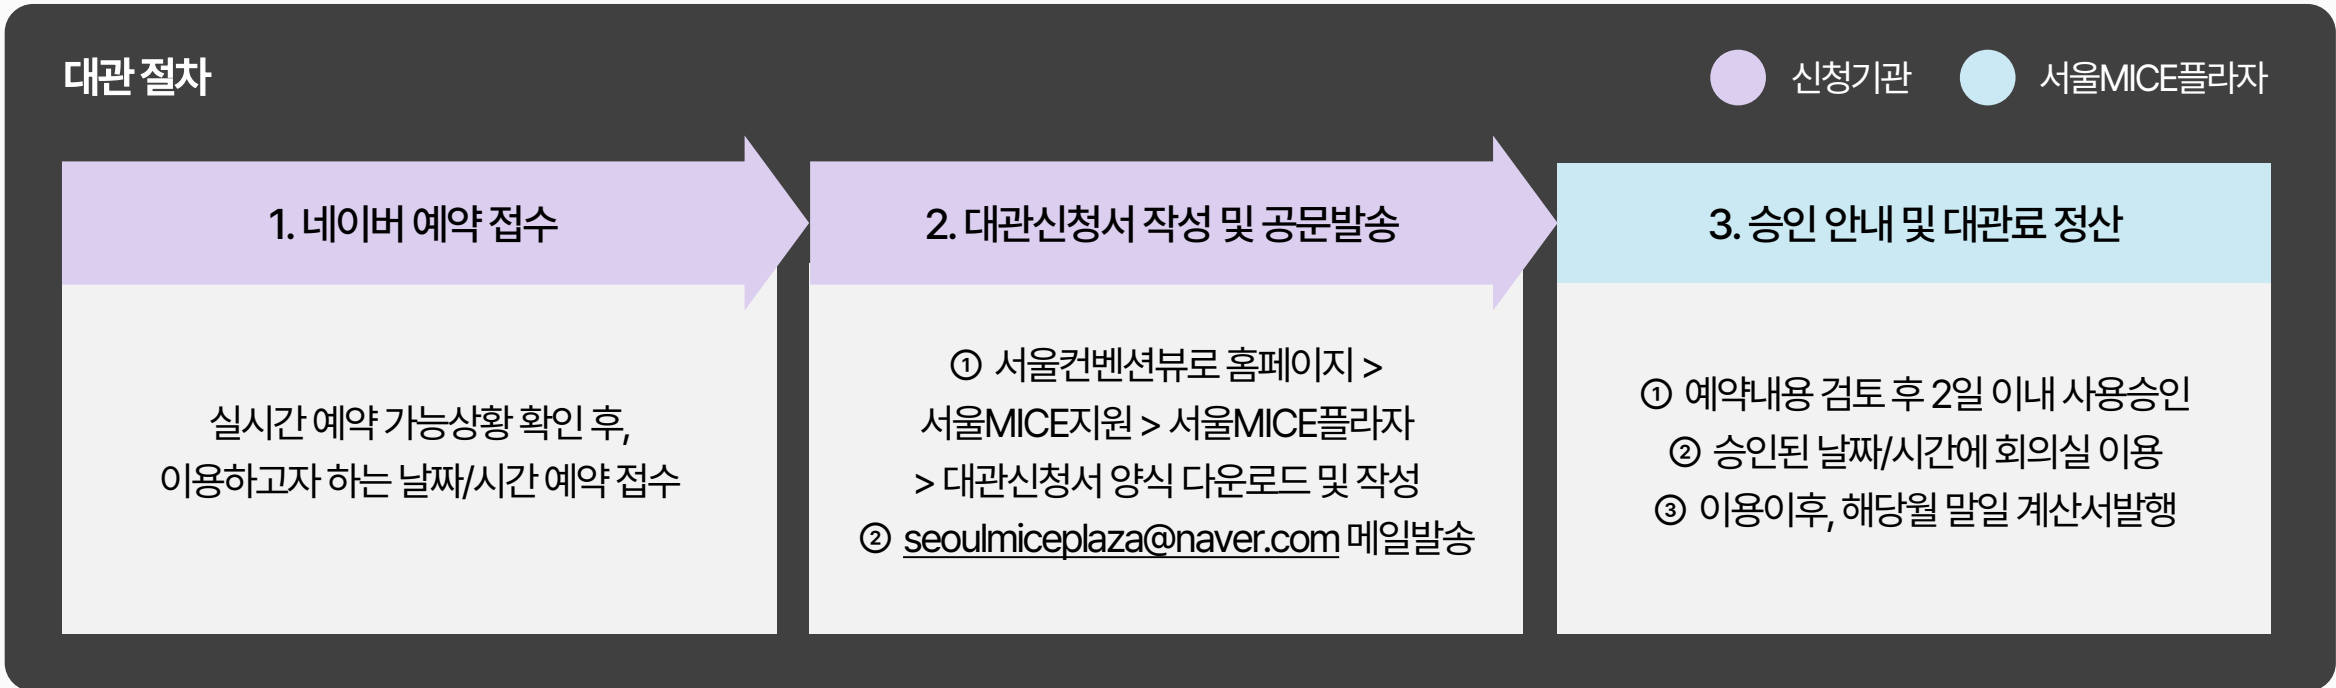 대관 절차
신청기관
서울MICE플라자
1. 네이버 예약 접수
실시간 예약 가능상황 확인 후,
이용하고자 하는 날짜/시간 예약 접수
2. 대관신청서 작성 및 공문발송
① 서울컨벤션뷰로 홈페이지 >
서울MICE지원 > 서울MICE플라자
> 대관신청서 양식 다운로드 및 작성
② seoulmiceplaza@naver.com 메일발송
3. 승인 안내 및 대관료 정산
① 예약내용 검토 후 2일 이내 사용승인
② 승인된 날짜/시간에 회의실 이용
③ 이용이후, 해당월 말일 계산서발행